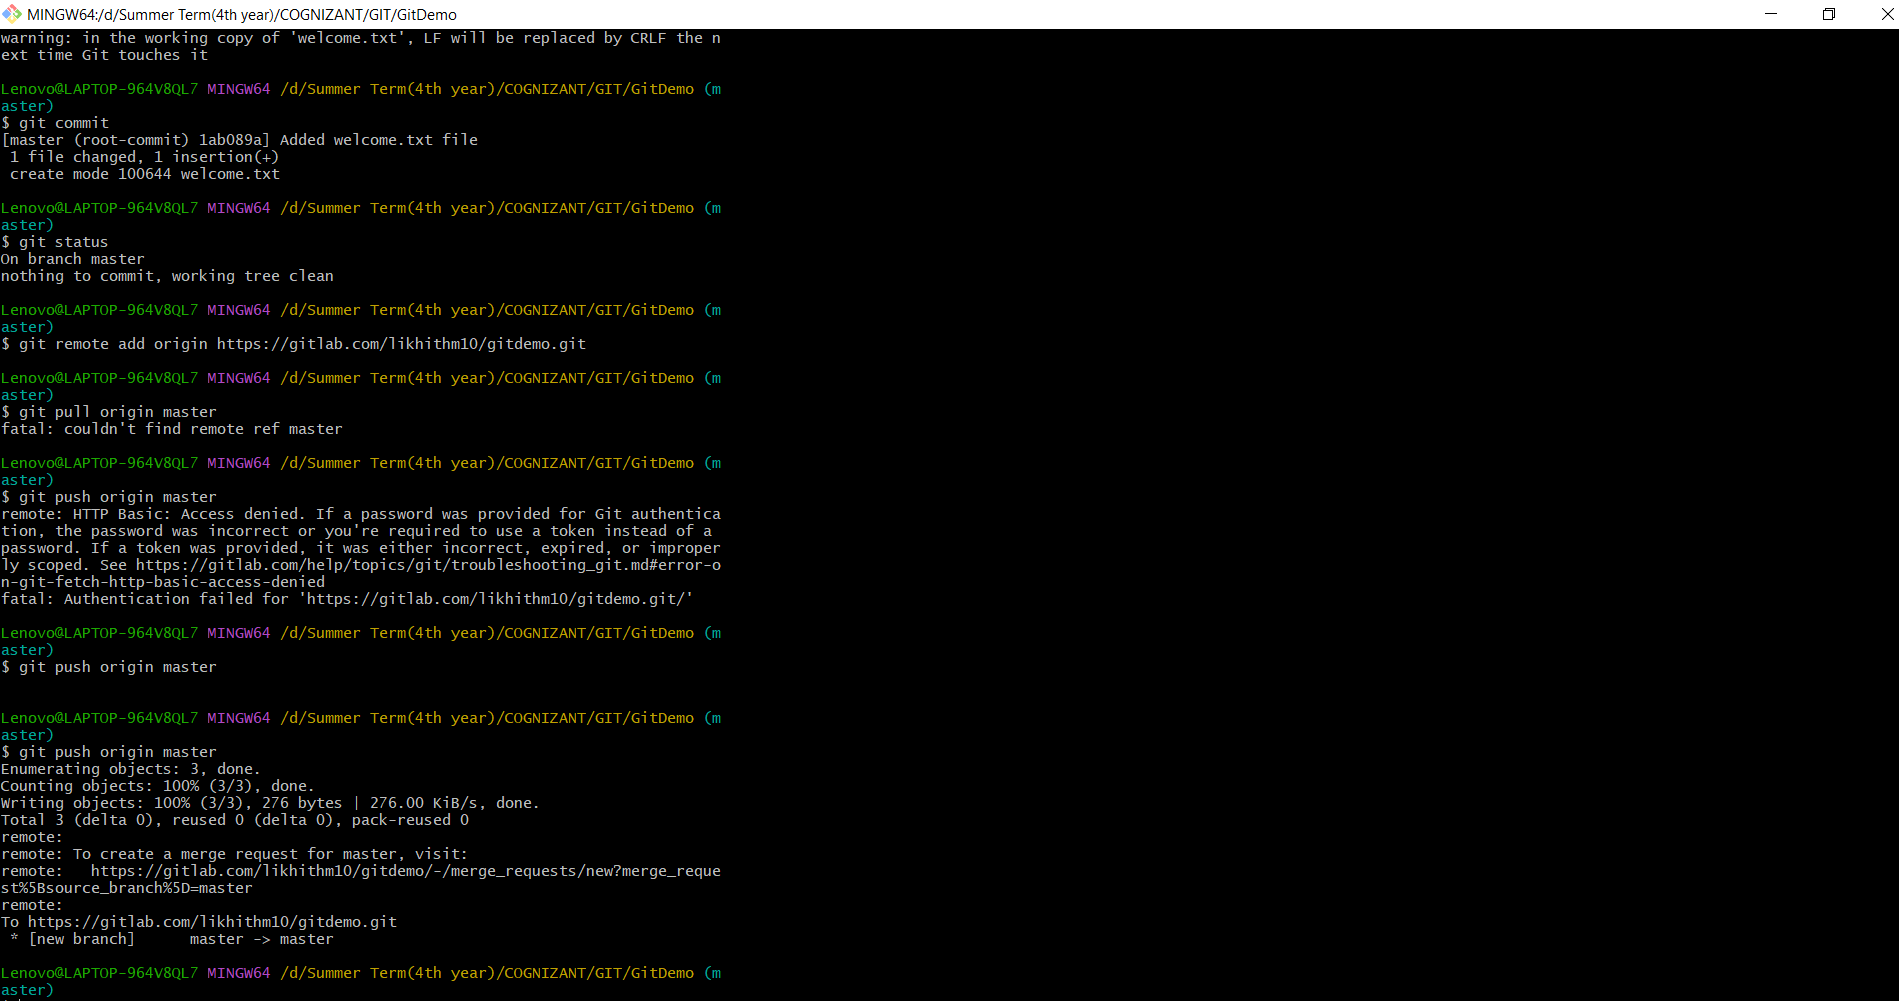 MINGW64:/d/Summer Term(4th year)/COGNIZANT/GIT/GitDemo
warning: in the working copy of 'welcome.txt', LF will be replaced by CRLF the n
ext time Git touches it
Lenovo@LAPTOP-964V8QL7 MINGW64 /d/Summer Term(4th year)/COGNIZANT/GIT/GitDemo (m
aster)
$ git commit
[master (root-commit) 1ab089a] Added welcome.txt file
 1 file changed, 1 insertion(+)
 create mode 100644 welcome.txt
Lenovo@LAPTOP-964V8QL7 MINGW64 /d/Summer Term(4th year)/COGNIZANT/GIT/GitDemo (m
aster)
$ git status
On branch master
nothing to commit, working tree clean
Lenovo@LAPTOP-964V8QL7 MINGW64 /d/Summer Term(4th year)/COGNIZANT/GIT/GitDemo (m
aster)
$ git remote add origin https://gitlab.com/likhithm10/gitdemo.git
Lenovo@LAPTOP-964V8QL7 MINGW64 /d/Summer Term(4th year)/COGNIZANT/GIT/GitDemo (m
aster)
$ git pull origin master
fatal: couldn't find remote ref master
Lenovo@LAPTOP-964V8QL7 MINGW64 /d/Summer Term(4th year)/COGNIZANT/GIT/GitDemo (m
aster)
$ git push origin master
remote: HTTP Basic: Access denied. If a password was provided for Git authentica
tion, the password was incorrect or you're required to use a token instead of a
password. If a token was provided, it was either incorrect, expired, or improper
ly scoped. See https://gitlab.com/help/topics/git/troubleshooting_git.md#error-o
n-git-fetch-http-basic-access-denied
fatal: Authentication failed for 'https://gitlab.com/likhithm10/gitdemo.git/'
Lenovo@LAPTOP-964V8QL7 MINGW64 /d/Summer Term(4th year)/COGNIZANT/GIT/GitDemo (m
aster)
$ git push origin master
Lenovo@LAPTOP-964V8QL7 MINGW64 /d/Summer Term(4th year)/COGNIZANT/GIT/GitDemo (m
aster)
$ git push origin master
Enumerating objects: 3, done.
Counting objects: 100% (3/3), done.
Writing objects: 100% (3/3), 276 bytes | 276.00 KiB/s, done.
Total 3 (delta 0), reused 0 (delta 0), pack-reused 0
remote:
remote: To create a merge request for master, visit:
remote:   https://gitlab.com/likhithm10/gitdemo/-/merge_requests/new?merge_reque
st%5Bsource_branch%5D=master
remote:
To https://gitlab.com/likhithm10/gitdemo.git
 * [new branch]      master -> master
Lenovo@LAPTOP-964V8QL7 MINGW64 /d/Summer Term(4th year)/COGNIZANT/GIT/GitDemo (m
aster)